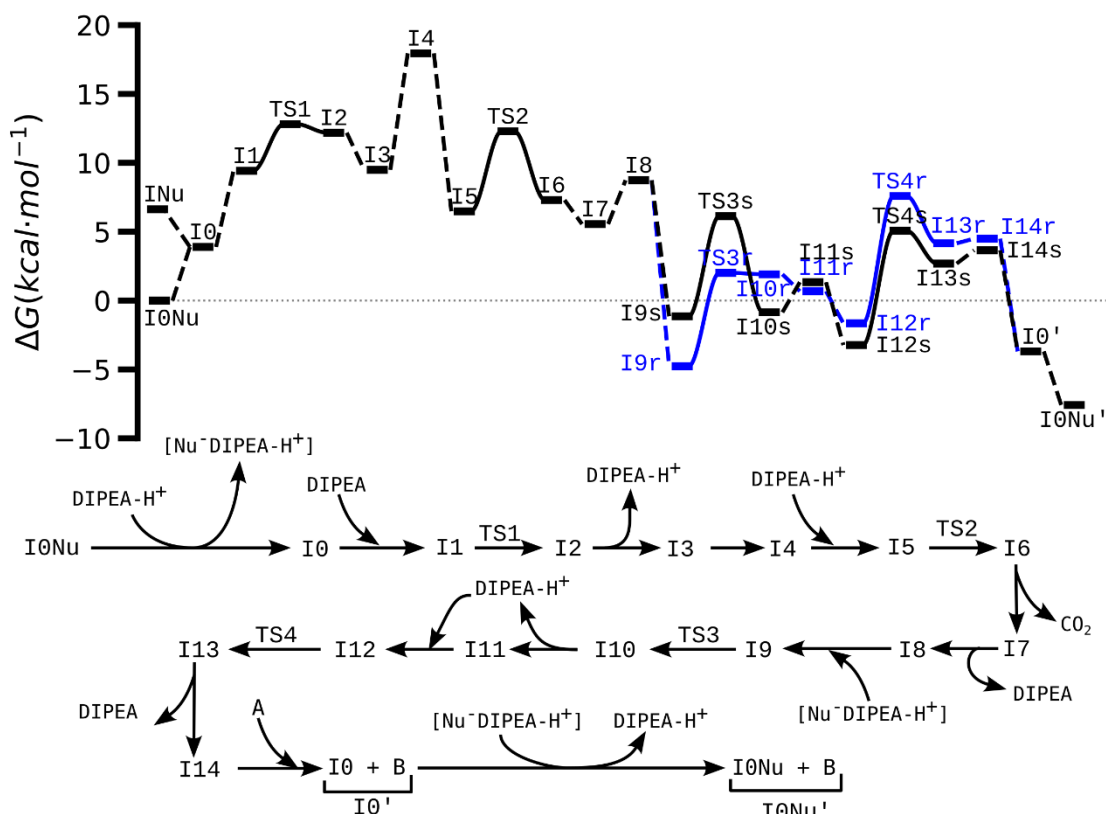 ΔG(kcal·mol⁻¹)
20
15
10
5
0
−5
−10
INu
I0Nu
I0
I1
TS1
I2
I3
I4
I5
TS2
I6
I7
I8
I9s
I9r
TS3s
TS3r
I10r
I10s
I11s
I11r
I12r
I12s
TS4r
TS4s
I13r
I13s
I14r
I14s
I0'
I0Nu'
[Nu⁻DIPEA-H⁺]
DIPEA-H⁺
DIPEA
DIPEA-H⁺
DIPEA-H⁺
I0Nu I0 I1 TS1 I2 I3 I4 I5 TS2 I6
CO₂
DIPEA-H⁺
I13 TS4 I12 I11 I10 TS3 I9 I8 I7
DIPEA
[Nu⁻DIPEA-H⁺]
DIPEA
A
[Nu⁻DIPEA-H⁺]
DIPEA-H⁺
I14 I0 + B I0Nu + B
I0'
I0Nu'